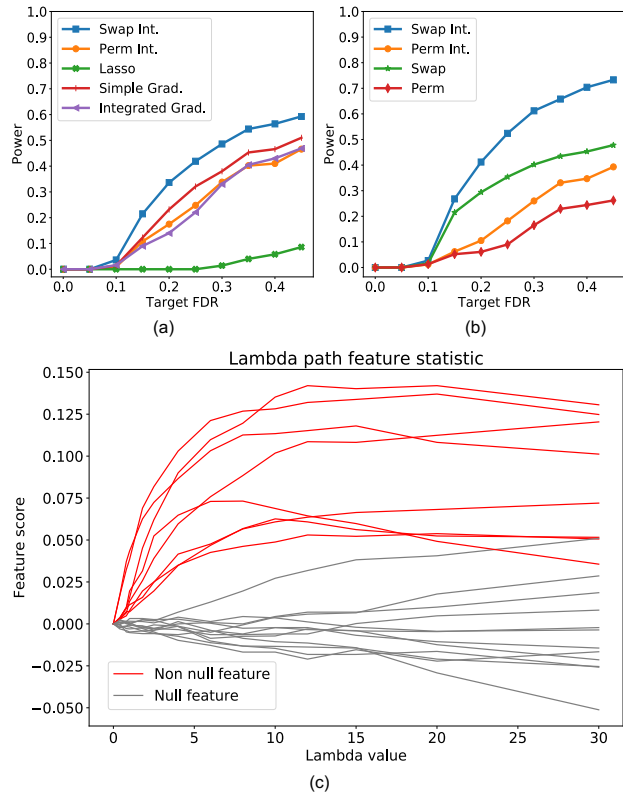 1.0
0.9
0.8
0.7
0.6
0.5
0.4
0.3
0.2
0.1
0.0
Power
Swap Int.
Perm Int.
Lasso
Simple Grad.
Integrated Grad.
0.0 0.1 0.2 0.3 0.4
Target FDR
(a)
1.0
0.9
0.8
0.7
0.6
0.5
0.4
0.3
0.2
0.1
0.0
Power
Swap Int.
Perm Int.
Swap
Perm
0.0 0.1 0.2 0.3 0.4
Target FDR
(b)
Lambda path feature statistic
0.150
0.125
0.100
0.075
0.050
0.025
0.000
−0.025
−0.050
Feature score
Non null feature
Null feature
0 5 10 15 20 25 30
Lambda value
(c)